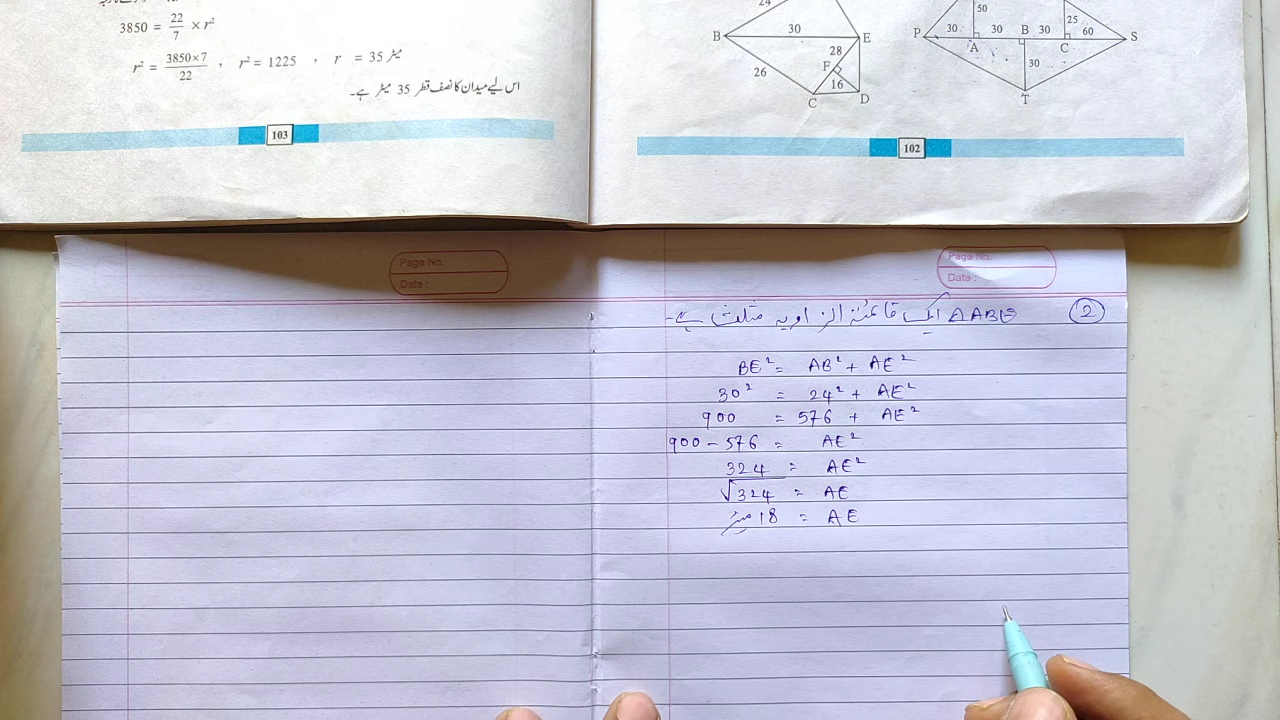 3850 = 22/7 × r²
r² = 3850×7/22 , r² = 1225 , r = 35 میٹر
اس لیے میدان کا نصف قطر 35 میٹر ہے۔
103
24
B 30 E
28
F
26 16
C D
50 25
P 30 30 B 30 60 S
A C
30
T
102
Page No.
Date :
Page No.
Date :
② ΔABE ایک قائمۃ الزاویہ مثلث ہے۔
BE² = AB² + AE²
30² = 24² + AE²
900 = 576 + AE²
900 - 576 = AE²
324 = AE²
√324 = AE
18 میٹر = AE